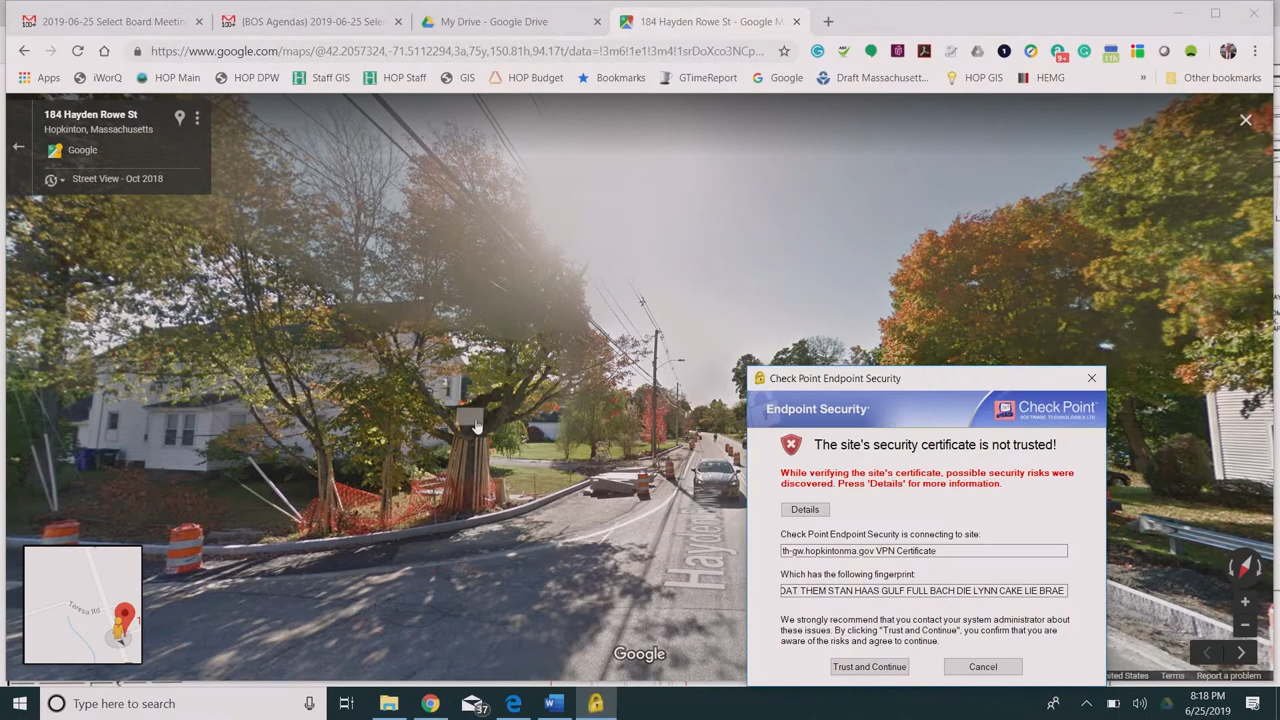 2019-06-25 Select Board Meetin
(BOS Agendas) 2019-06-25 Selec
My Drive - Google Drive
184 Hayden Rowe St - Google M
https://www.google.com/maps/@42.2057324,-71.5112294,3a,75y,150.81h,94.17t/data=!3m6!1e1!3m4!1srDoXco3NCp...
Apps
iWorQ
HOP Main
HOP DPW
Staff GIS
HOP Staff
GIS
HOP Budget
Bookmarks
GTimeRep
Google
Draft Massachusett...
HOP GIS
HEMG
»
Other bookmarks
184 Hayden Rowe St
Hopkinton, Massachusetts
Google
Street View - Oct 2018
Hayden Rowe
Teresa
Google
Check Point Endpoint Security
Endpoint Security
Check Point
SOFTWARE TECHNOLOGIES LTD.
The site's security certificate is not trusted!
While verifying the site's certificate, possible security risks were
discovered. Press 'Details' for more information.
Details
Check Point Endpoint Security is connecting to site:
th-gw.hopkintonma.gov VPN Certificate
Which has the following fingerprint:
DAT THEM STAN HAAS GULF FULL BACH DIE LYNN CAKE LIE BRAE
We strongly recommend that you contact your system administrator about
these issues. By clicking "Trust and Continue", you confirm that you are
aware of the risks and agree to continue.
Trust and Continue
Cancel
United States
Terms
Report a problem
Type here to search
37
8:18 PM
6/25/2019